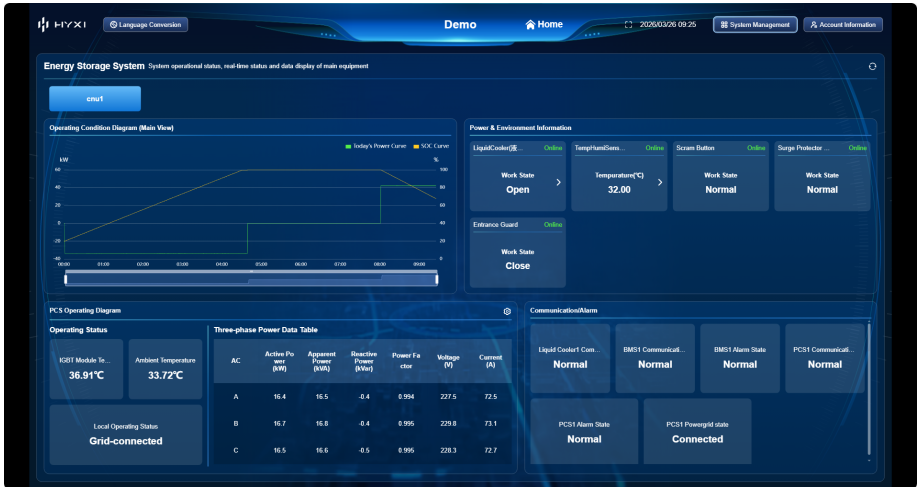 HYXI
Language Conversion
Demo
Home
2026/03/26 09:25
System Management
Account Information
Energy Storage System System operational status, real-time status and data display of main equipment
cnu1
Operating Condition Diagram (Main View)
Today's Power Curve
SOC Curve
kW
%
60
40
20
0
-20
-40
100
80
60
40
20
0
00:00 01:00 02:00 03:00 04:00 05:00 06:00 07:00 08:00 09:00
Power & Environment Information
LiquidCooler(液... Online
Work State
Open
TempHumiSens... Online
Tempurature(℃)
32.00
Scram Button Online
Work State
Normal
Surge Protector ... Online
Work State
Normal
Entrance Guard Online
Work State
Close
PCS Operating Diagram
Operating Status
IGBT Module Te...
36.91℃
Ambient Temperature
33.72℃
Local Operating Status
Grid-connected
Three-phase Power Data Table
AC
Active Po
wer
(kW)
Apparent
Power
(kVA)
Reactive
Power
(kVar)
Power Fa
ctor
Voltage
(V)
Current
(A)
A 16.4 16.5 -0.4 0.994 227.5 72.5
B 16.7 16.8 -0.4 0.995 229.8 73.1
C 16.5 16.6 -0.5 0.995 228.3 72.7
Communication/Alarm
Liquid Cooler1 Com...
Normal
BMS1 Communicati...
Normal
BMS1 Alarm State
Normal
PCS1 Communicati...
Normal
PCS1 Alarm State
Normal
PCS1 Powergrid state
Connected